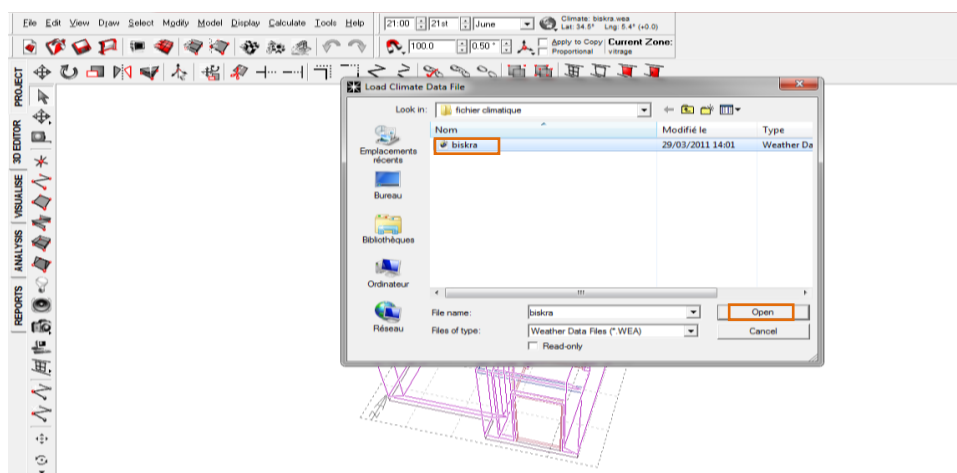 File Edit View Draw Select Modify Model Display Calculate Tools Help
21:00 21st June
Climate: biskra.wea
Lat: 34.5° Lng: 5.4° (+0.0)
100.0 0.50 °
Apply to Copy
Proportional
Current Zone:
vitrage
PROJECT
3D EDITOR
VISUALISE
ANALYSIS
REPORTS
Load Climate Data File
Look in: fichier climatique
Nom Modifié le Type
biskra 29/03/2011 14:01 Weather Da
Emplacements
récents
Bureau
Bibliothèques
Ordinateur
Réseau
File name: biskra Open
Files of type: Weather Data Files (*.WEA) Cancel
Read-only